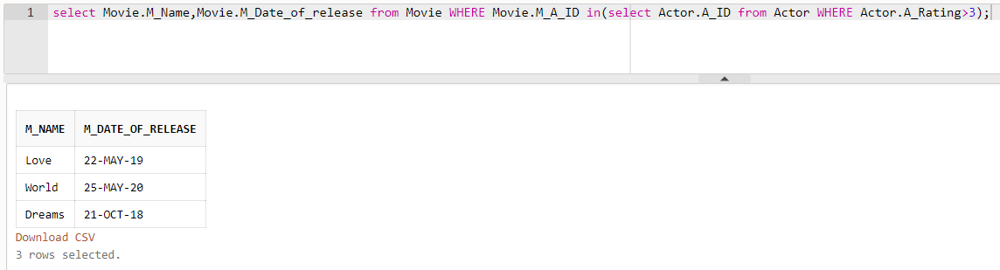 1 select Movie.M_Name,Movie.M_Date_of_release from Movie WHERE Movie.M_A_ID in(select Actor.A_ID from Actor WHERE Actor.A_Rating>3);
M_NAME M_DATE_OF_RELEASE
Love 22-MAY-19
World 25-MAY-20
Dreams 21-OCT-18
Download CSV
3 rows selected.